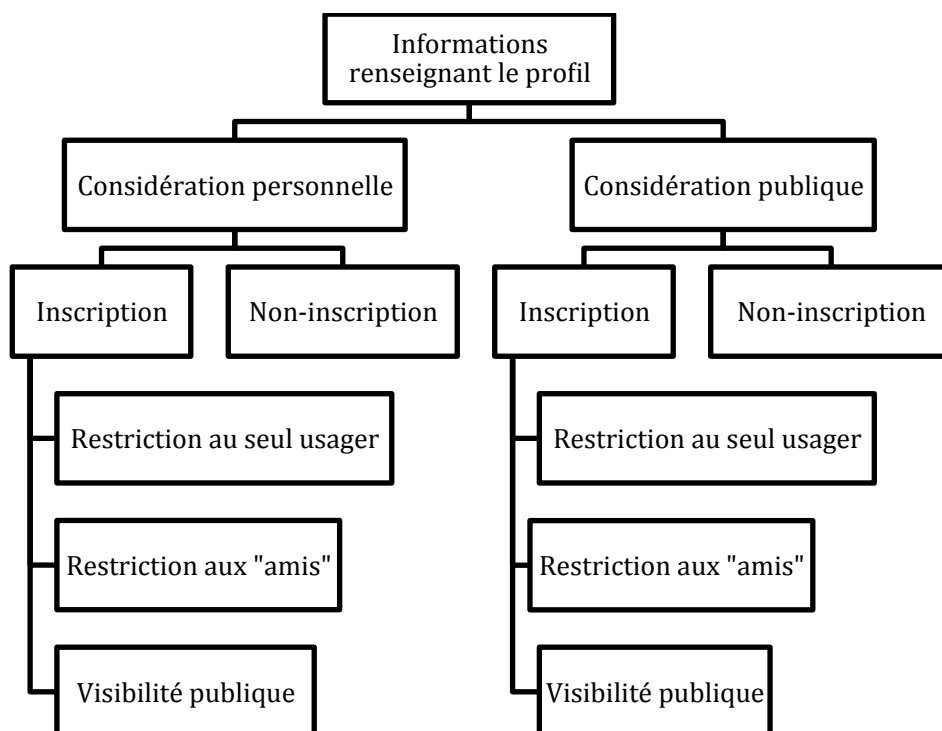 Informations
renseignant le profil
Considération personnelle
Considération publique
Inscription
Non-inscription
Inscription
Non-inscription
Restriction au seul usager
Restriction au seul usager
Restriction aux "amis"
Restriction aux "amis"
Visibilité publique
Visibilité publique